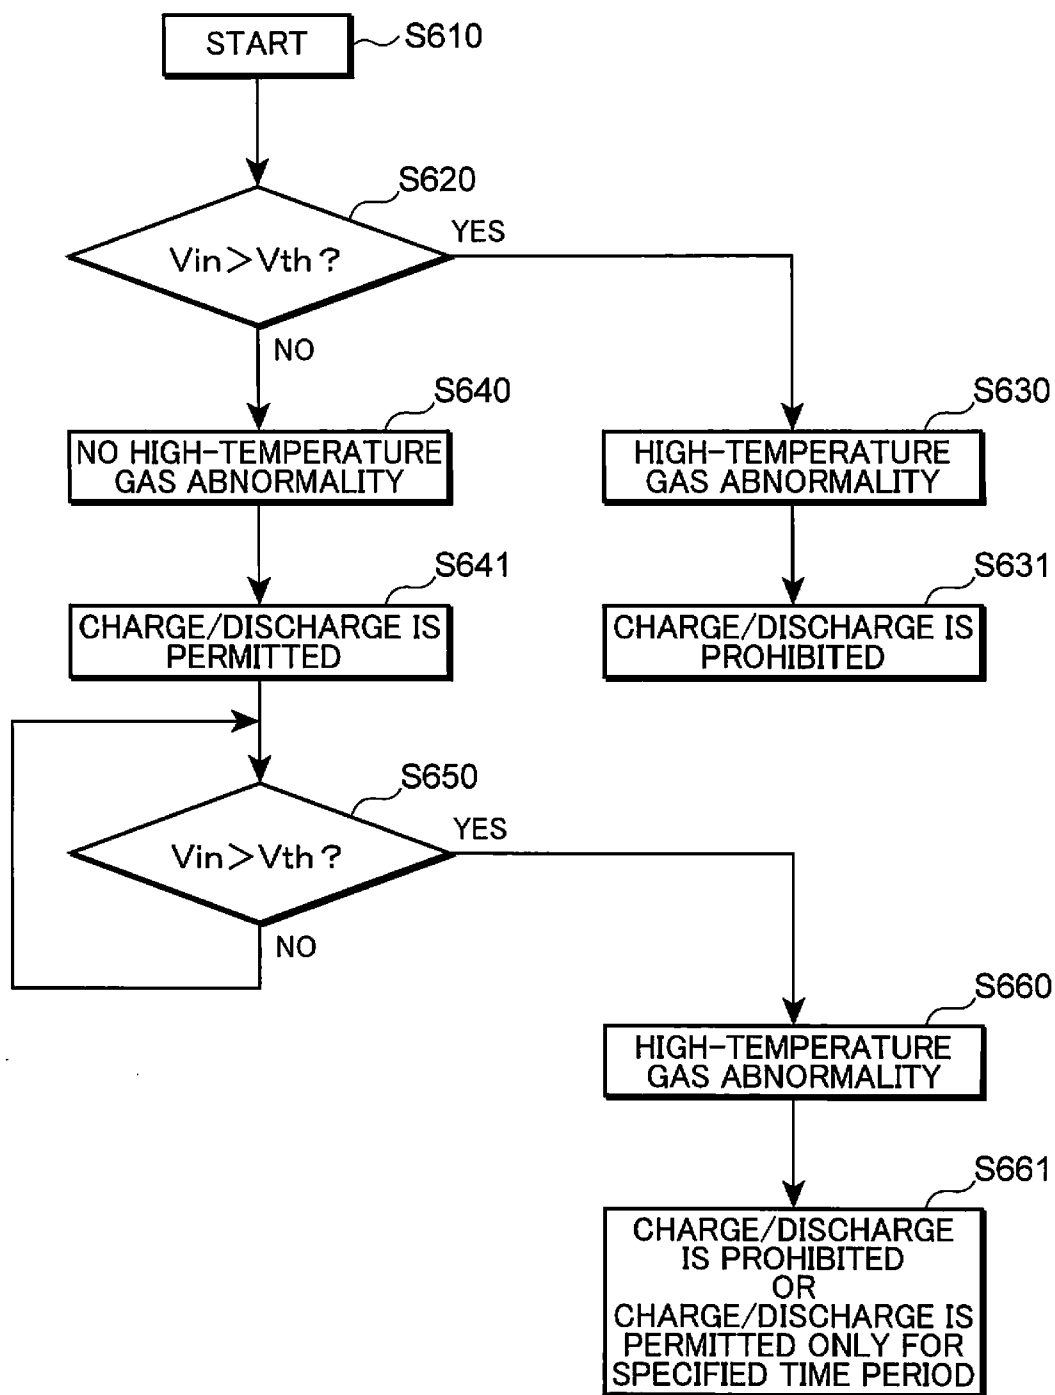 START
S610
S620
Vin>Vth?
YES
NO
S640
NO HIGH-TEMPERATURE
GAS ABNORMALITY
S630
HIGH-TEMPERATURE
GAS ABNORMALITY
S641
CHARGE/DISCHARGE IS
PERMITTED
S631
CHARGE/DISCHARGE IS
PROHIBITED
S650
Vin>Vth?
YES
NO
S660
HIGH-TEMPERATURE
GAS ABNORMALITY
S661
CHARGE/DISCHARGE
IS PROHIBITED
OR
CHARGE/DISCHARGE IS
PERMITTED ONLY FOR
SPECIFIED TIME PERIOD